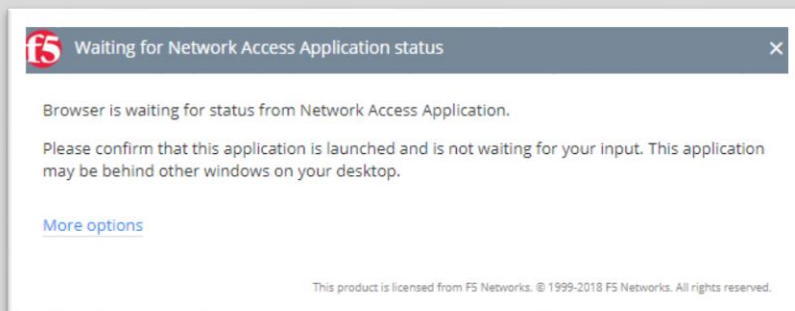 f5 Waiting for Network Access Application status
Browser is waiting for status from Network Access Application.
Please confirm that this application is launched and is not waiting for your input. This application
may be behind other windows on your desktop.
More options
This product is licensed from F5 Networks. © 1999-2018 F5 Networks. All rights reserved.